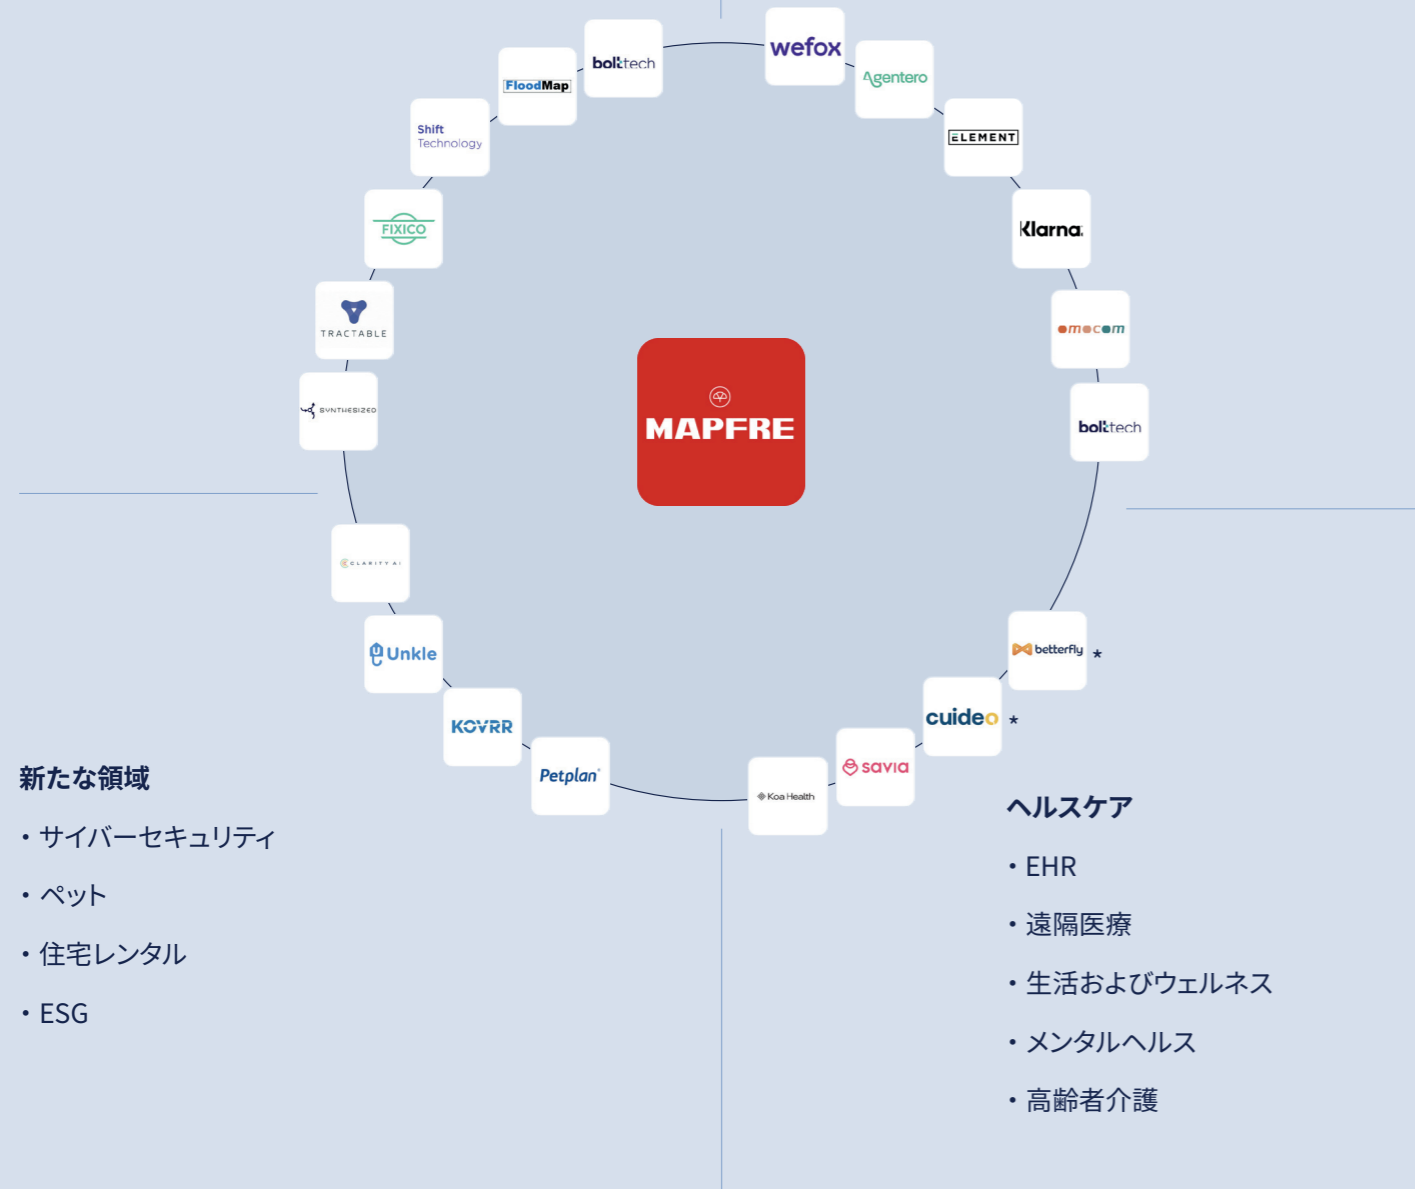 bolttech
wefox
FloodMap
Agentero
Shift
Technology
ELEMENT
FIXICO
Klarna.
TRACTABLE
omocom
SYNTHESIZED
bolttech
MAPFRE
CLARITY AI
Unkle
betterfly *
KOVRR
cuideo *
Petplan®
savia
Koa Health
新たな領域
・サイバーセキュリティ
・ペット
・住宅レンタル
・ESG
ヘルスケア
・EHR
・遠隔医療
・生活およびウェルネス
・メンタルヘルス
・高齢者介護